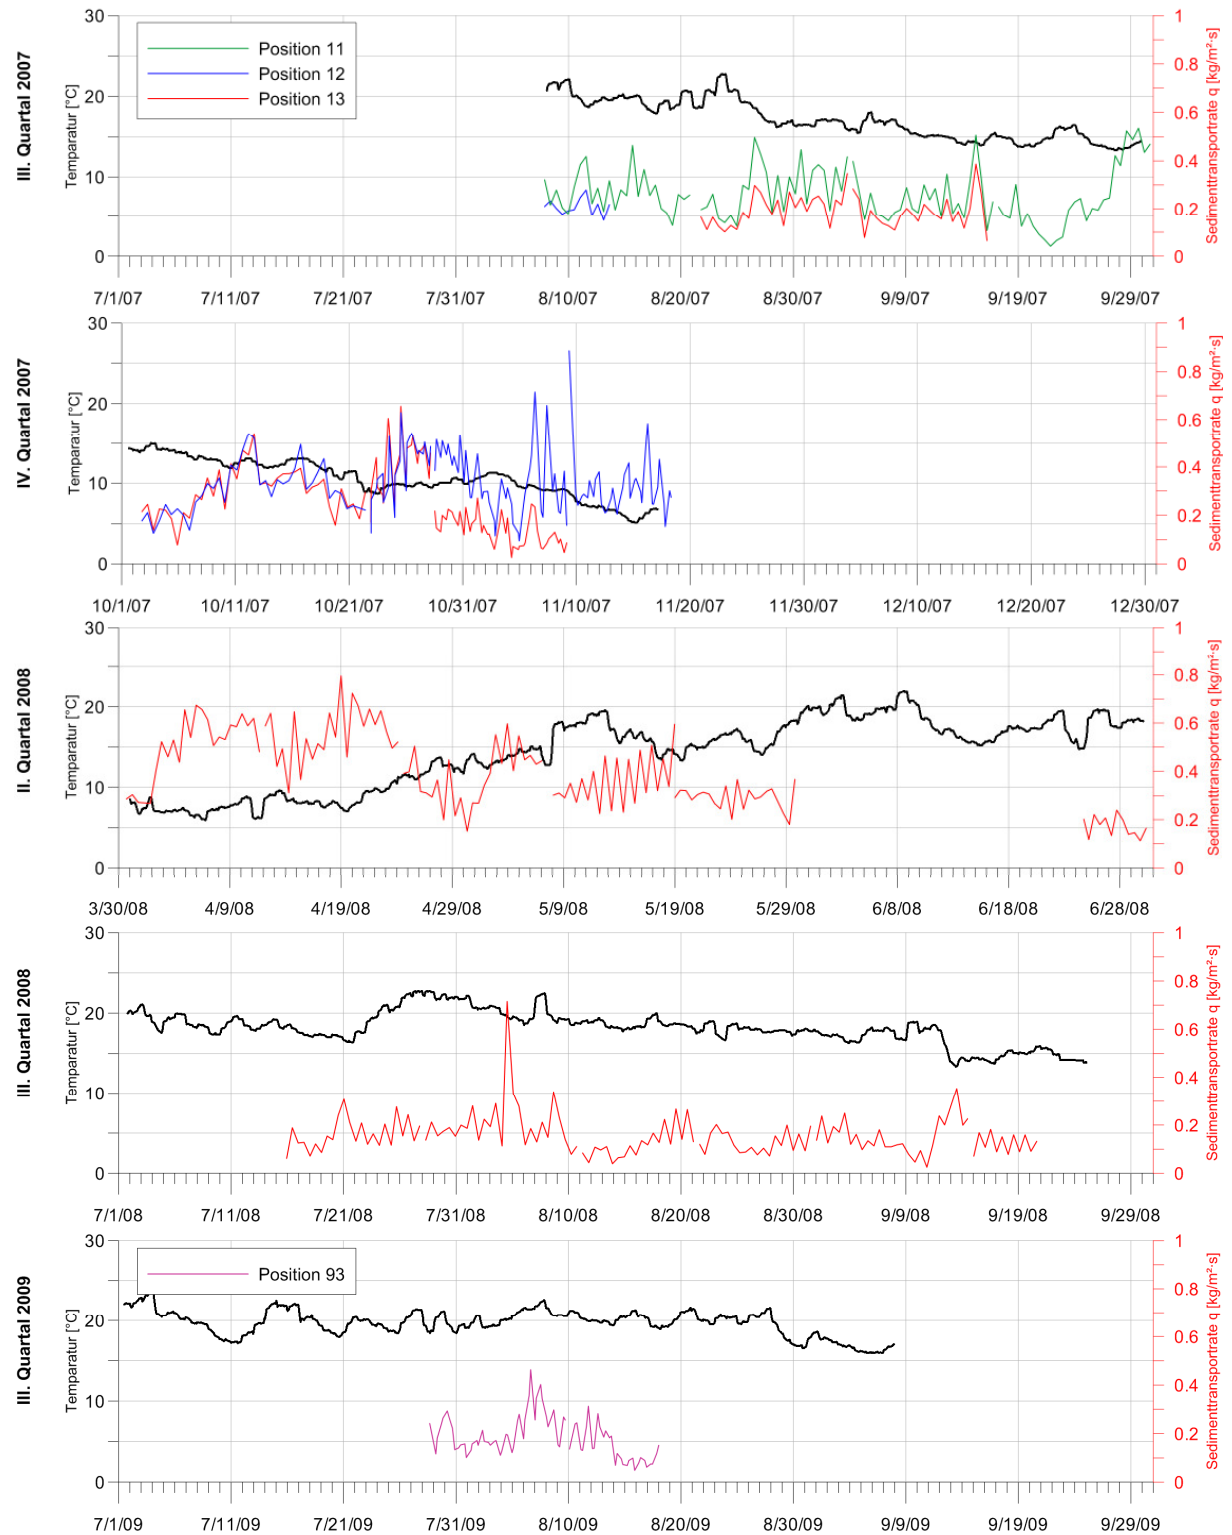 III. Quartal 2007
Temparatur [°C]
30
20
10
0
Position 11
Position 12
Position 13
1
0.8
0.6
0.4
0.2
0
Sedimenttransportrate q [kg/m²·s]
7/1/07 7/11/07 7/21/07 7/31/07 8/10/07 8/20/07 8/30/07 9/9/07 9/19/07 9/29/07
IV. Quartal 2007
Temparaur [°C]
30
20
10
0
1
0.8
0.6
0.4
0.2
0
Sedimenttransportrate q [kg/m²·s]
10/1/07 10/11/07 10/21/07 10/31/07 11/10/07 11/20/07 11/30/07 12/10/07 12/20/07 12/30/07
II. Quartal 2008
Temparatur [°C]
30
20
10
0
1
0.8
0.6
0.4
0.2
0
Sedimenttransportrate q [kg/m²·s]
3/30/08 4/9/08 4/19/08 4/29/08 5/9/08 5/19/08 5/29/08 6/8/08 6/18/08 6/28/08
III. Quartal 2008
Temparatur [°C]
30
20
10
0
1
0.8
0.6
0.4
0.2
0
Sedimenttransportrate q [kg/m²·s]
7/1/08 7/11/08 7/21/08 7/31/08 8/10/08 8/20/08 8/30/08 9/9/08 9/19/08 9/29/08
III. Quartal 2009
Temparatur [°C]
30
20
10
0
Position 93
1
0.8
0.6
0.4
0.2
0
Sedimenttransportrate q [kg/m²·s]
7/1/09 7/11/09 7/21/09 7/31/09 8/10/09 8/20/09 8/30/09 9/9/09 9/19/09 9/29/09